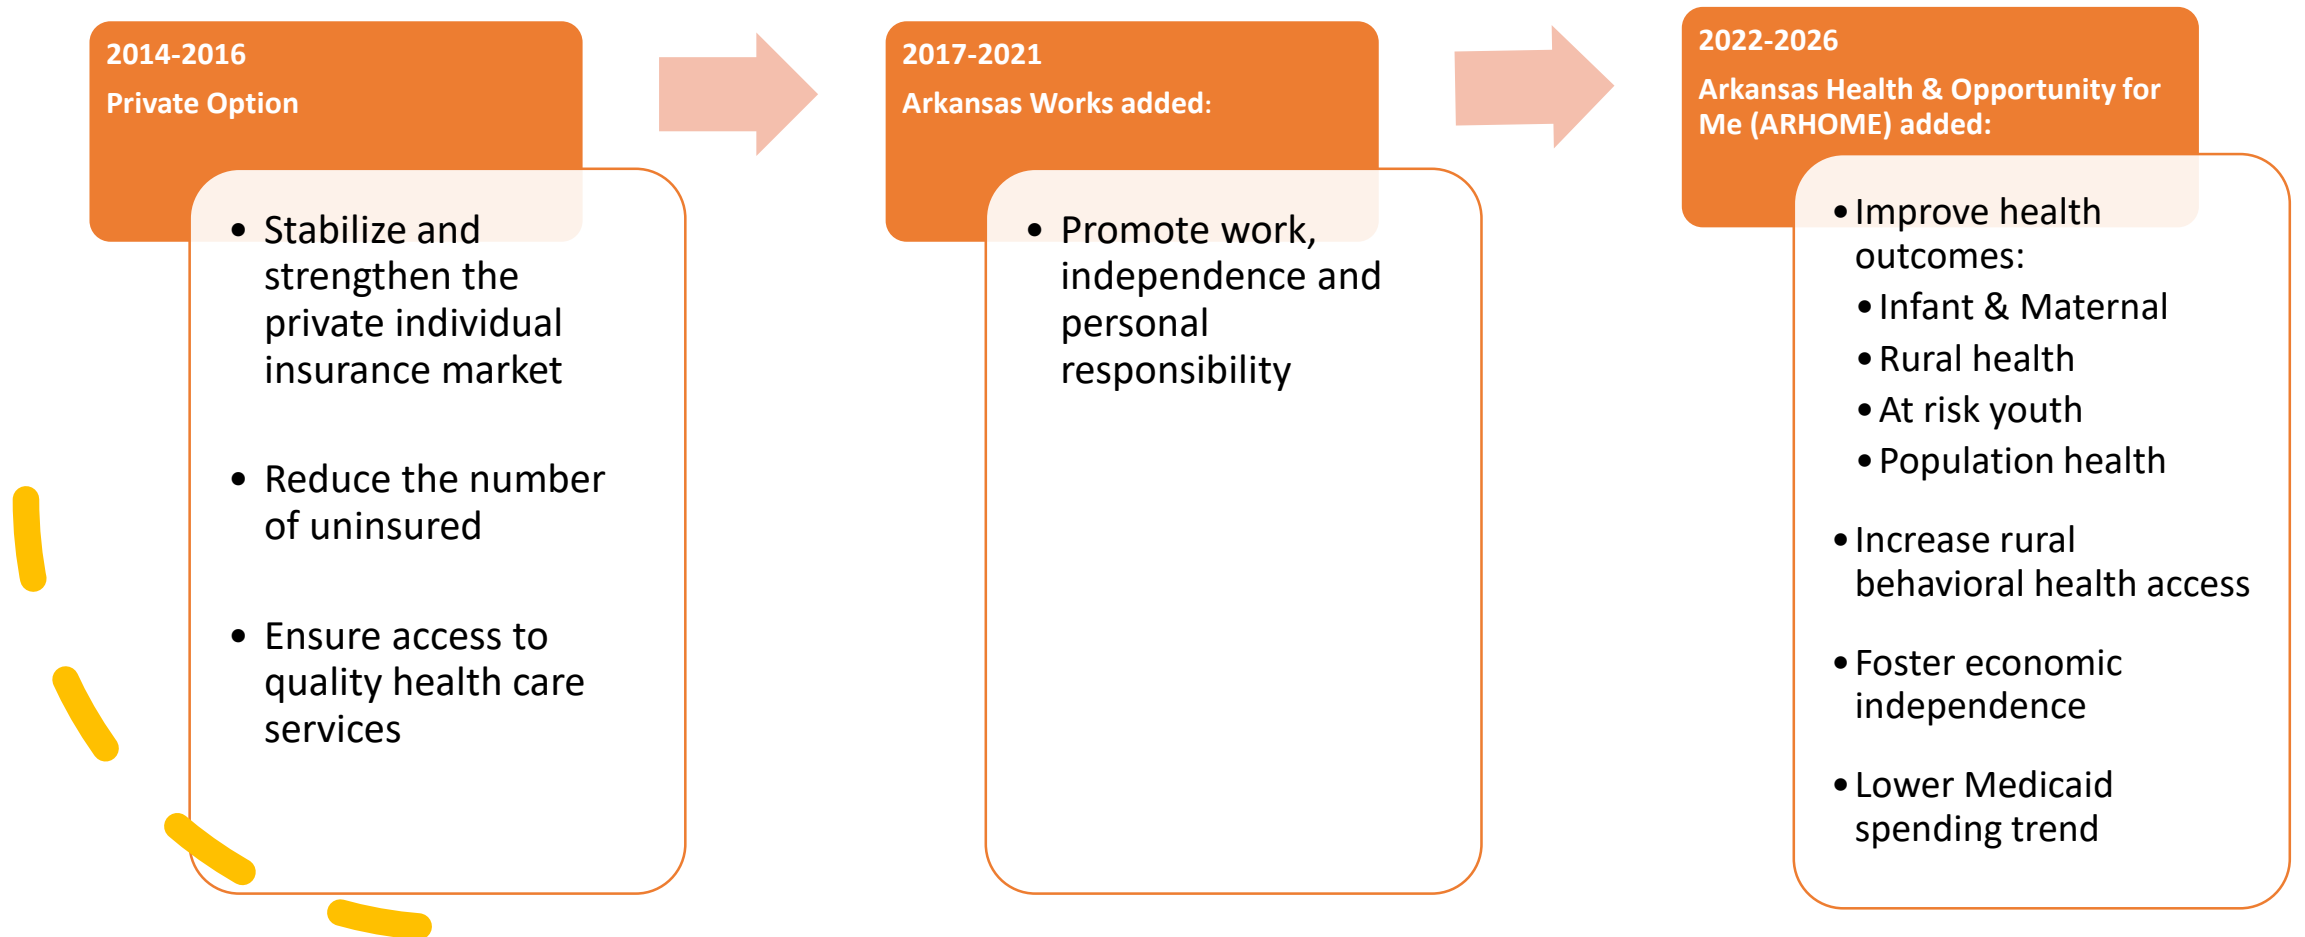 2014-2016
Private Option
• Stabilize and
strengthen the
private individual
insurance market
• Reduce the number
of uninsured
• Ensure access to
quality health care
services
2017-2021
Arkansas Works added:
• Promote work,
independence and
personal
responsibility
2022-2026
Arkansas Health & Opportunity for
Me (ARHOME) added:
• Improve health
outcomes:
• Infant & Maternal
• Rural health
• At risk youth
• Population health
• Increase rural
behavioral health access
• Foster economic
independence
• Lower Medicaid
spending trend